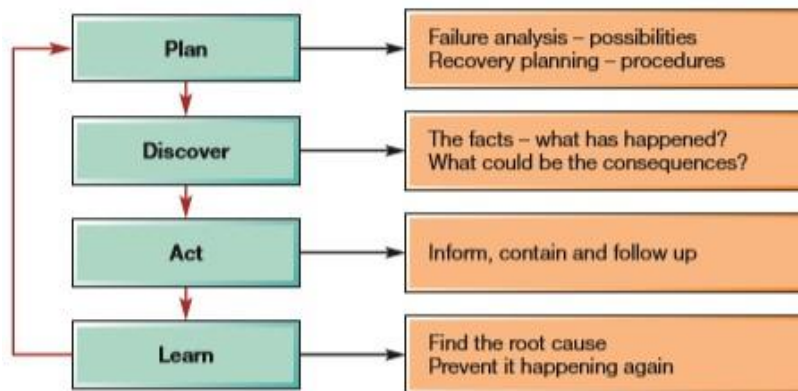 Plan
Failure analysis – possibilities
Recovery planning – procedures
Discover
The facts – what has happened?
What could be the consequences?
Act
Inform, contain and follow up
Learn
Find the root cause
Prevent it happening again